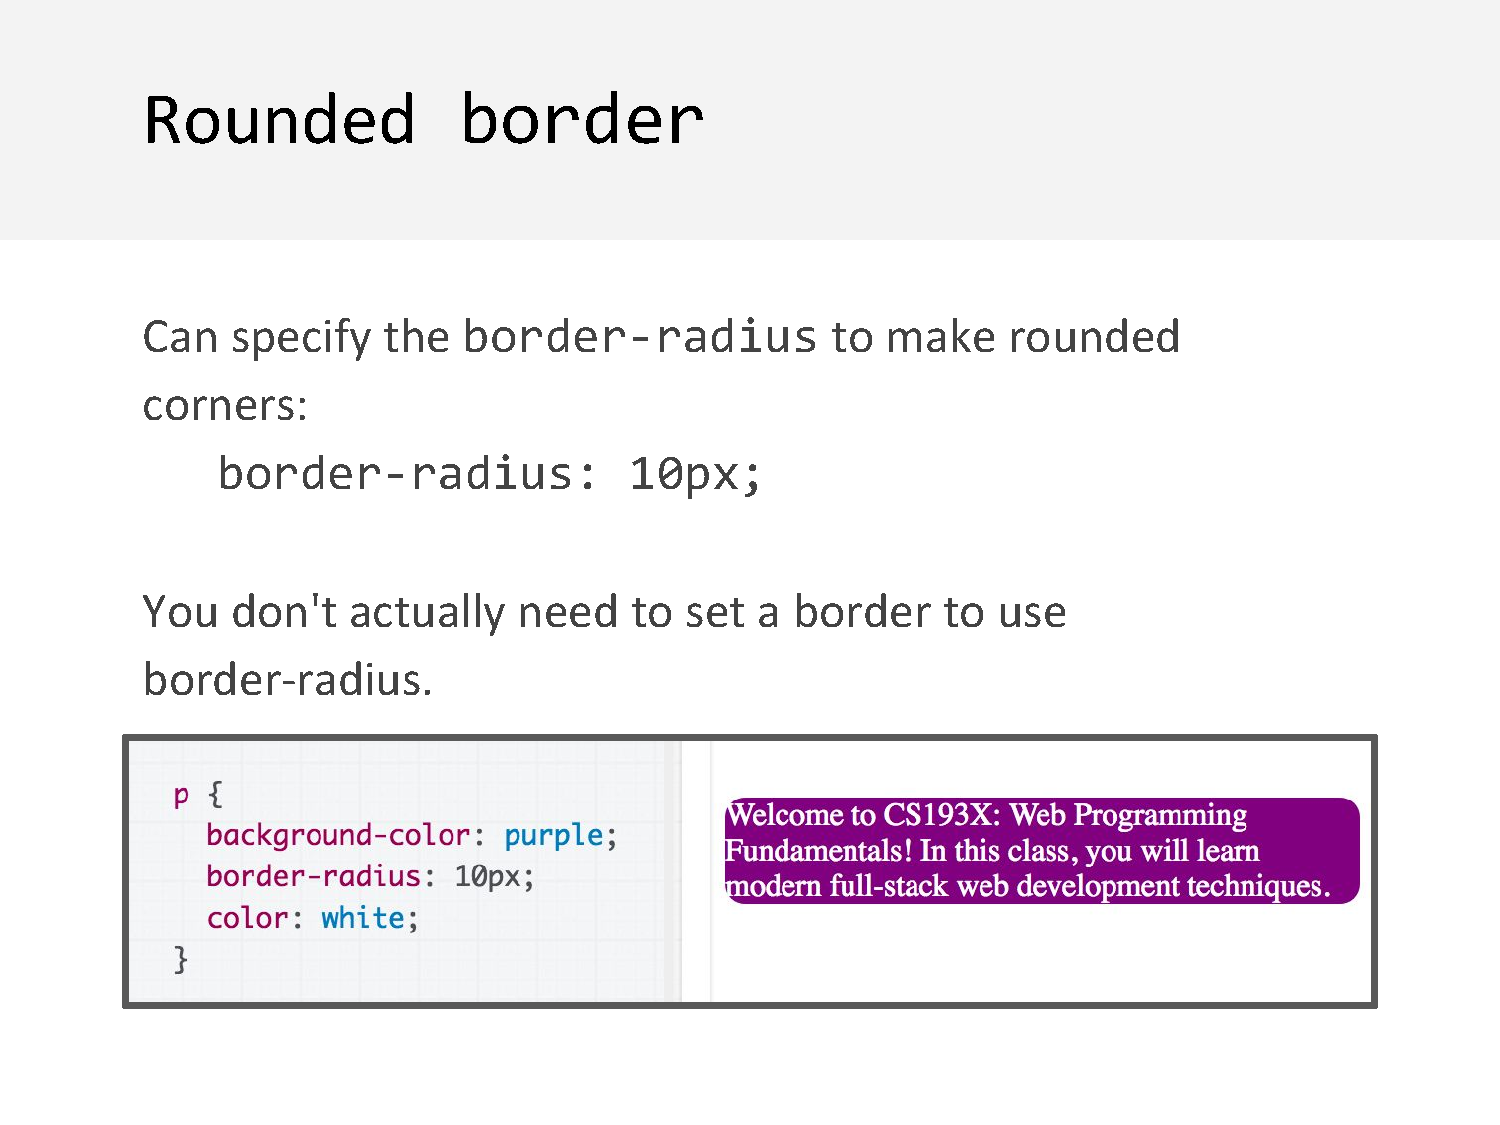 Rounded border
Can specify the border-radius to make rounded
corners:
border-radius: 10px;
You don't actually need to set a border to use
border-radius.
p {
background-color: purple;
border-radius: 10px;
color: white;
}
Welcome to CS193X: Web Programming
Fundamentals! In this class, you will learn
modern full-stack web development techniques.